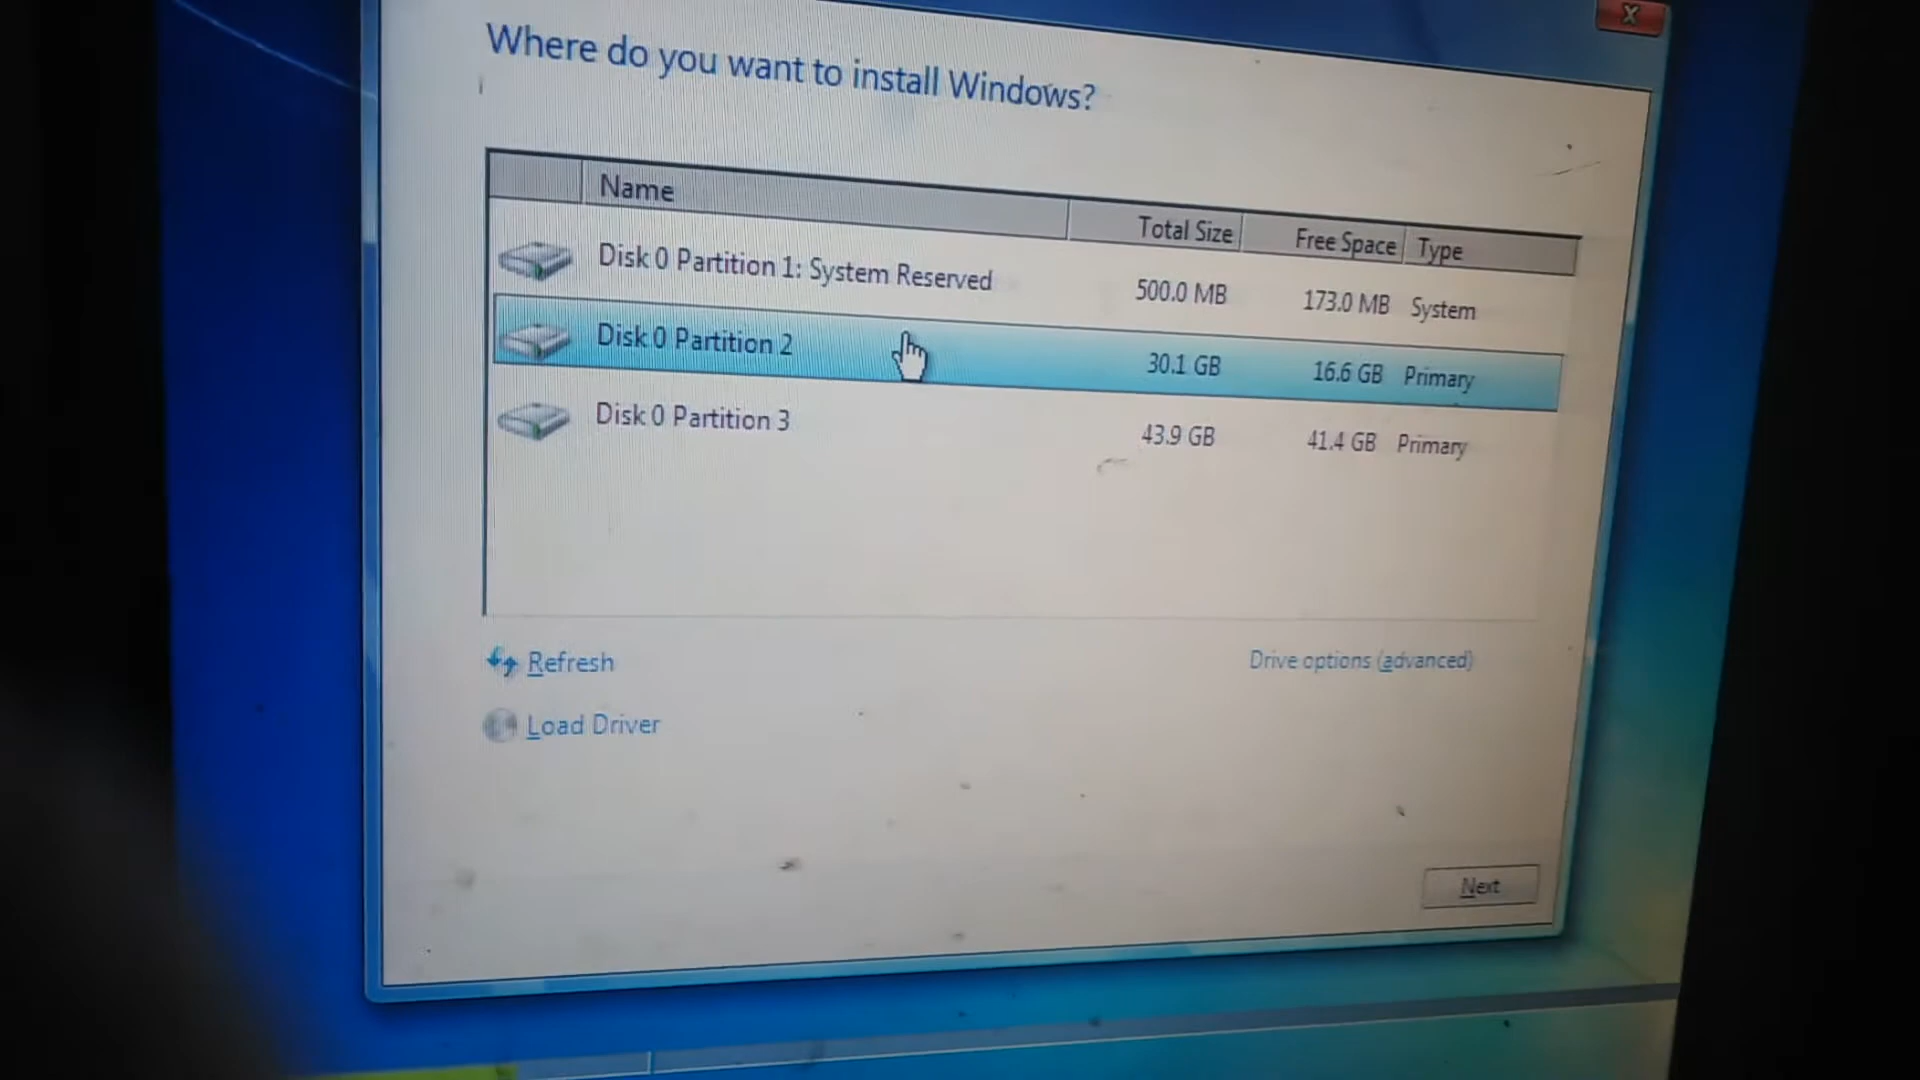 X
Where do you want to install Windows?
Name Total Size Free Space Type
Disk 0 Partition 1: System Reserved 500.0 MB 173.0 MB System
Disk 0 Partition 2 30.1 GB 16.6 GB Primary
Disk 0 Partition 3 43.9 GB 41.4 GB Primary
Refresh Drive options (advanced)
Load Driver
Next